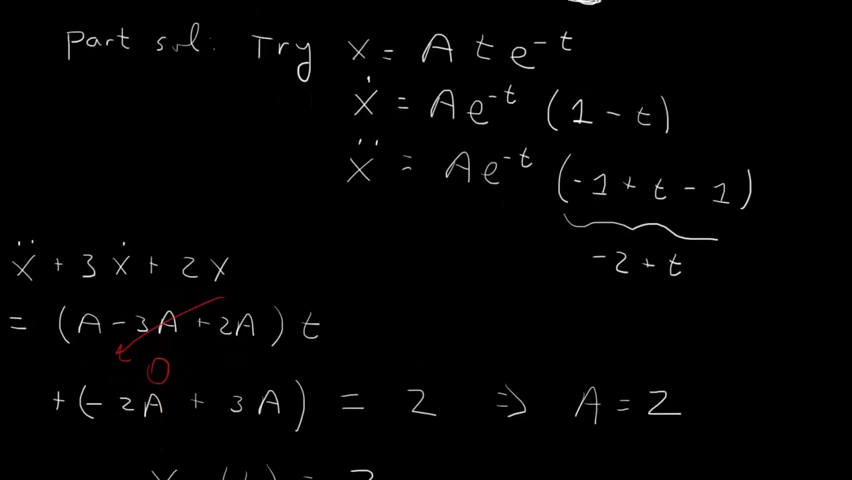 Part sol: Try x = A t e^{-t}
ẋ = A e^{-t} (1 - t)
ẍ = A e^{-t} (-1 + t - 1)
-2 + t
ẍ + 3ẋ + 2x
= (A - 3A + 2A) t
0
+ (-2A + 3A) = 2 ⇒ A = 2